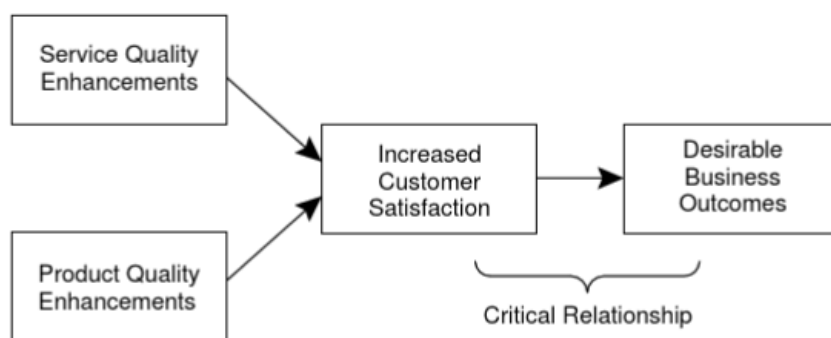 Service Quality
Enhancements
Increased
Customer
Satisfaction
Desirable
Business
Outcomes
Product Quality
Enhancements
Critical Relationship